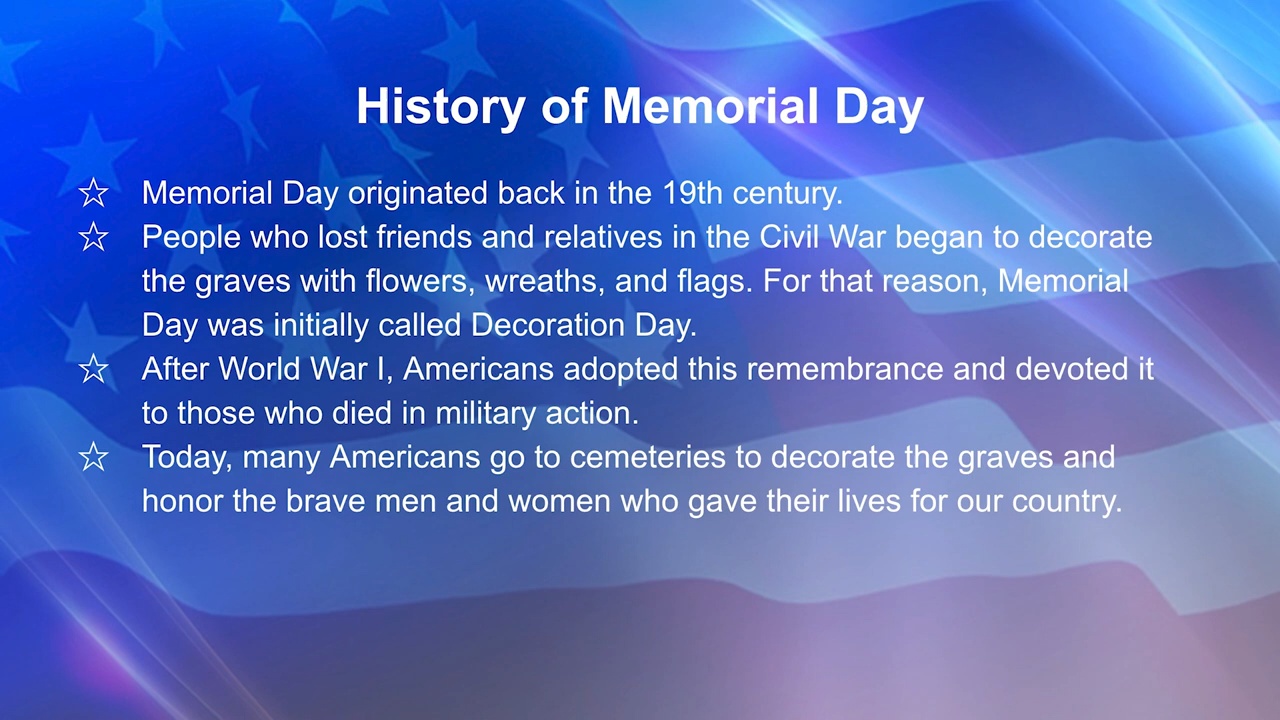 History of Memorial Day
☆ Memorial Day originated back in the 19th century.
☆ People who lost friends and relatives in the Civil War began to decorate
the graves with flowers, wreaths, and flags. For that reason, Memorial
Day was initially called Decoration Day.
☆ After World War I, Americans adopted this remembrance and devoted it
to those who died in military action.
☆ Today, many Americans go to cemeteries to decorate the graves and
honor the brave men and women who gave their lives for our country.